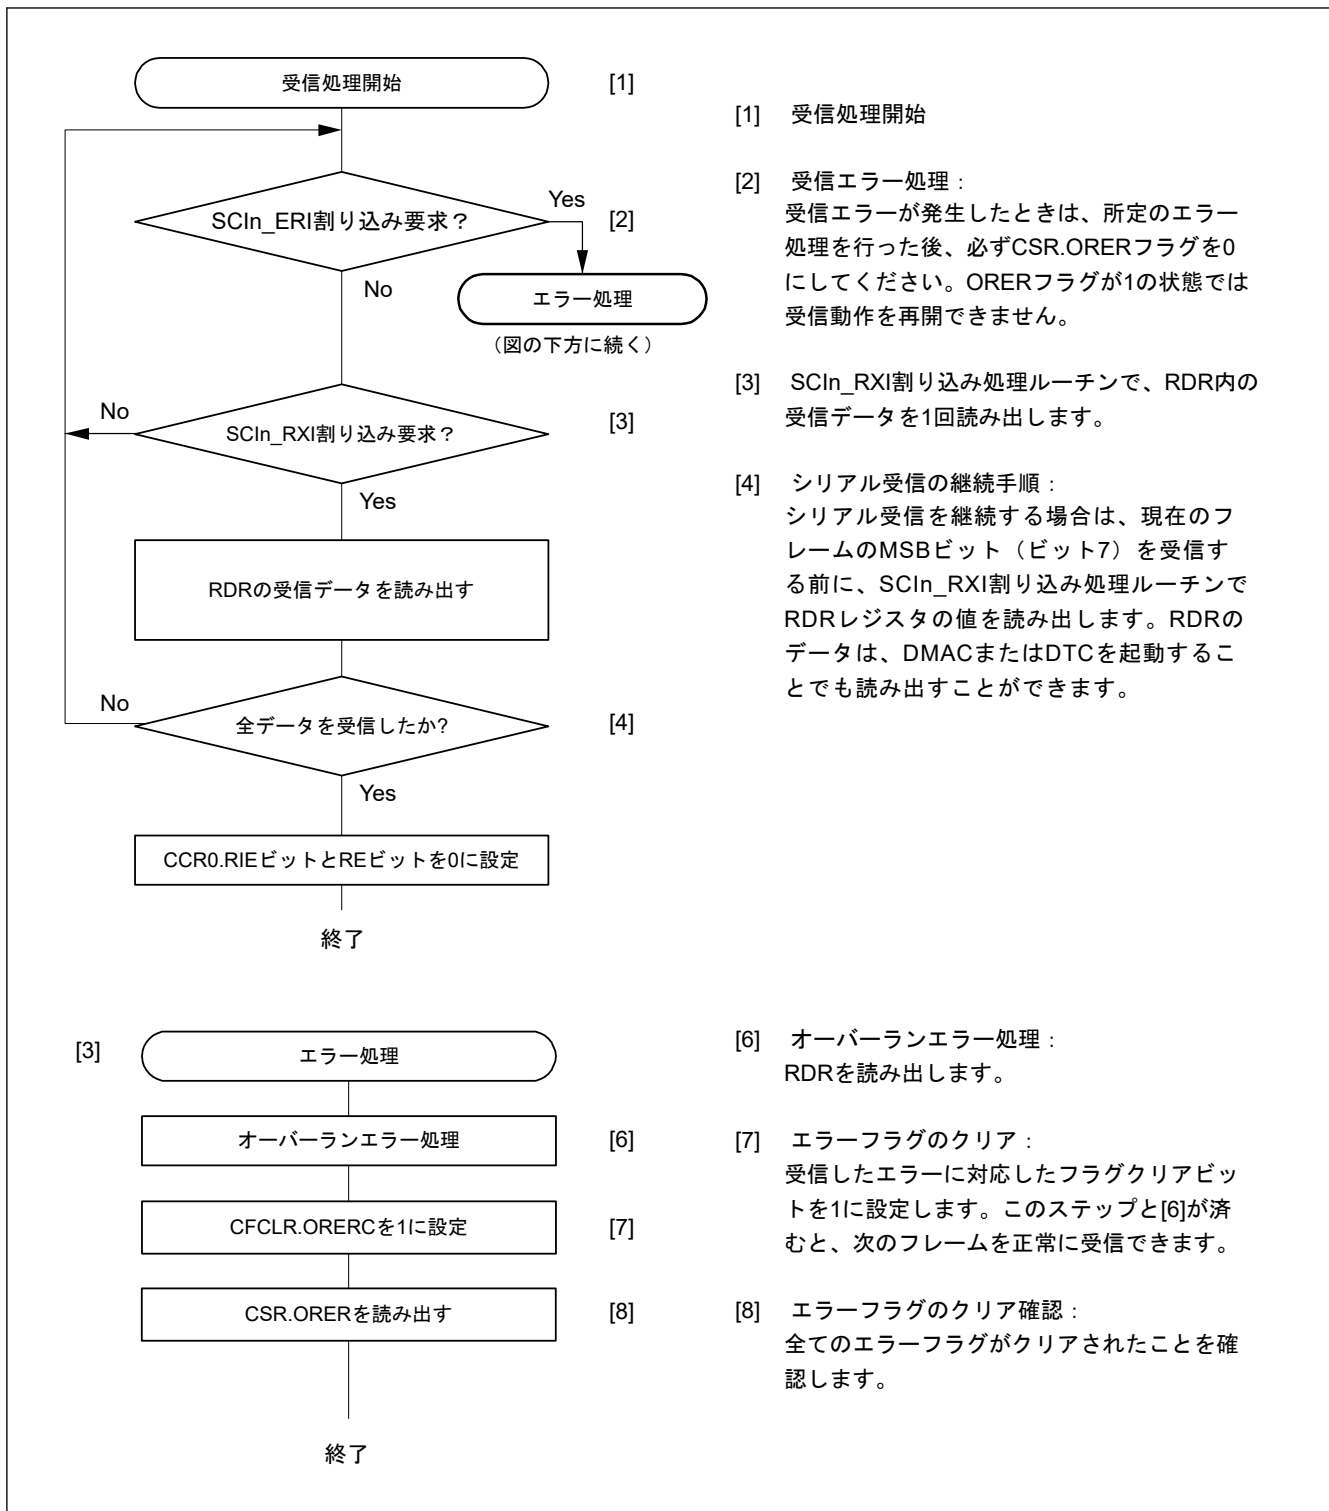 受信処理開始
[1]
SCIn_ERI割り込み要求？
Yes
[2]
No
エラー処理
（図の下方に続く）
No
SCIn_RXI割り込み要求？
[3]
Yes
RDRの受信データを読み出す
No
全データを受信したか?
[4]
Yes
CCR0.RIEビットとREビットを0に設定
終了
[1] 受信処理開始
[2] 受信エラー処理：
受信エラーが発生したときは、所定のエラー
処理を行った後、必ずCSR.ORERフラグを0
にしてください。ORERフラグが1の状態では
受信動作を再開できません。
[3] SCIn_RXI割り込み処理ルーチンで、RDR内の
受信データを1回読み出します。
[4] シリアル受信の継続手順：
シリアル受信を継続する場合は、現在のフ
レームのMSBビット（ビット7）を受信す
る前に、SCIn_RXI割り込み処理ルーチンで
RDRレジスタの値を読み出します。RDRの
データは、DMACまたはDTCを起動するこ
とでも読み出すことができます。
[3]
エラー処理
オーバーランエラー処理
[6]
CFCLR.ORERCを1に設定
[7]
CSR.ORERを読み出す
[8]
終了
[6] オーバーランエラー処理：
RDRを読み出します。
[7] エラーフラグのクリア：
受信したエラーに対応したフラグクリアビッ
トを1に設定します。このステップと[6]が済
むと、次のフレームを正常に受信できます。
[8] エラーフラグのクリア確認：
全てのエラーフラグがクリアされたことを確
認します。